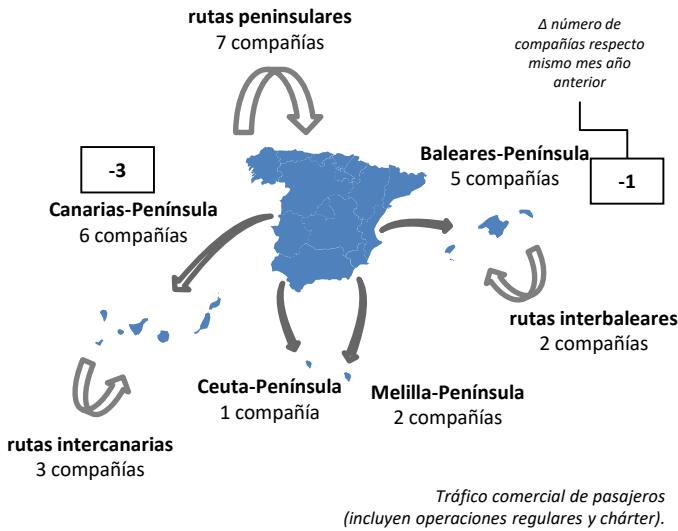 rutas peninsulares
7 compañías
Δ número de
compañías respecto
mismo mes año
anterior
-3
Canarias-Península
6 compañías
Baleares-Península
5 compañías
-1
rutas interbaleares
2 compañías
Ceuta-Península
1 compañía
Melilla-Península
2 compañías
rutas intercanarias
3 compañías
Tráfico comercial de pasajeros
(incluyen operaciones regulares y chárter).